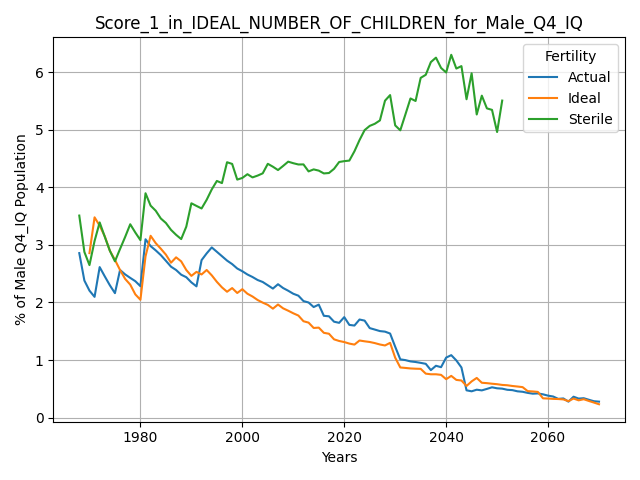 Score_1_in_IDEAL_NUMBER_OF_CHILDREN_for_Male_Q4_IQ
Fertility
Actual
Ideal
Sterile
% of Male Q4_IQ Population
6
5
4
3
2
1
0
1980
2000
2020
2040
2060
Years